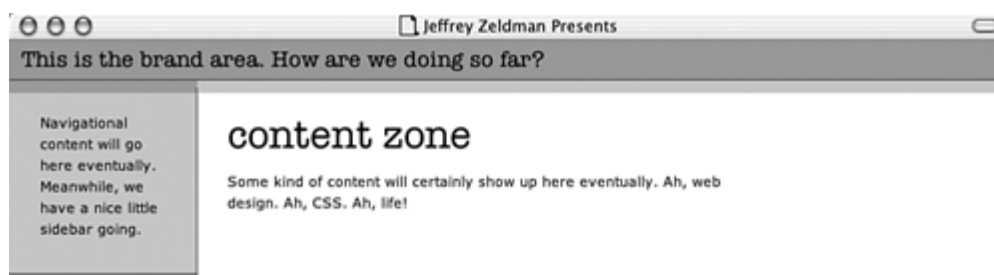 Jeffrey Zeldman Presents
This is the brand area. How are we doing so far?
Navigational
content will go
here eventually.
Meanwhile, we
have a nice little
sidebar going.
content zone
Some kind of content will certainly show up here eventually. Ah, web
design. Ah, CSS. Ah, life!